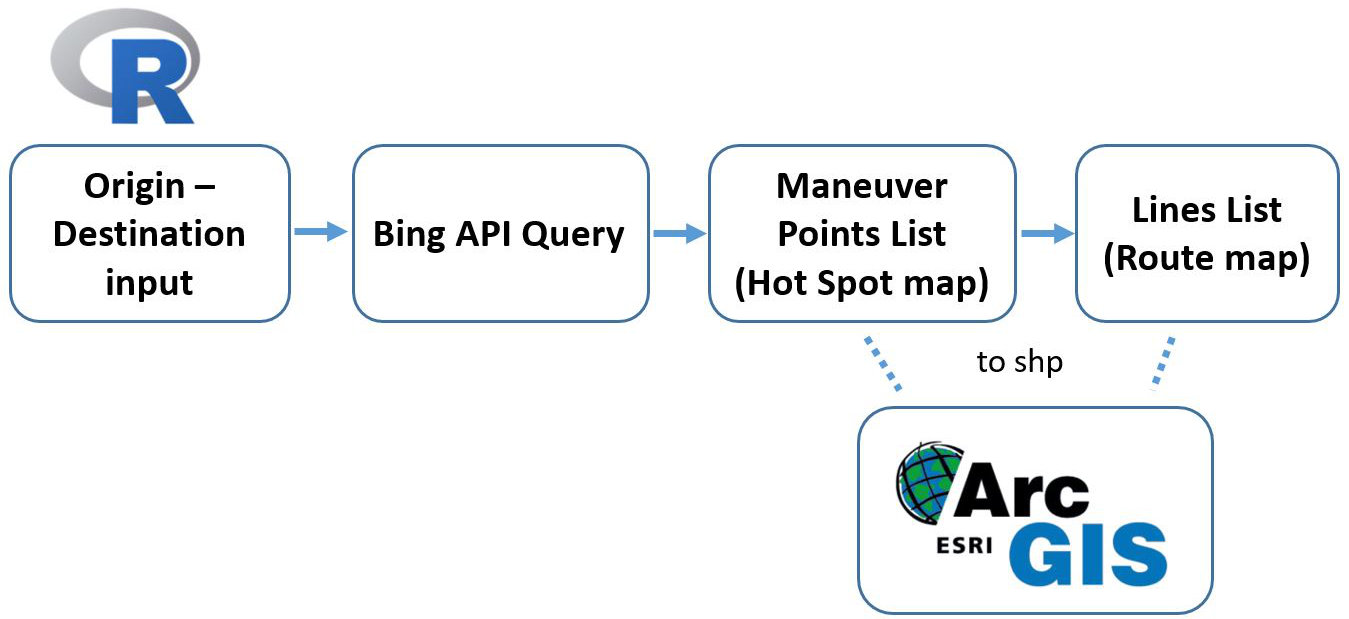 R
Origin –
Destination
input
Bing API Query
Maneuver
Points List
(Hot Spot map)
Lines List
(Route map)
to shp
Arc
ESRI
GIS